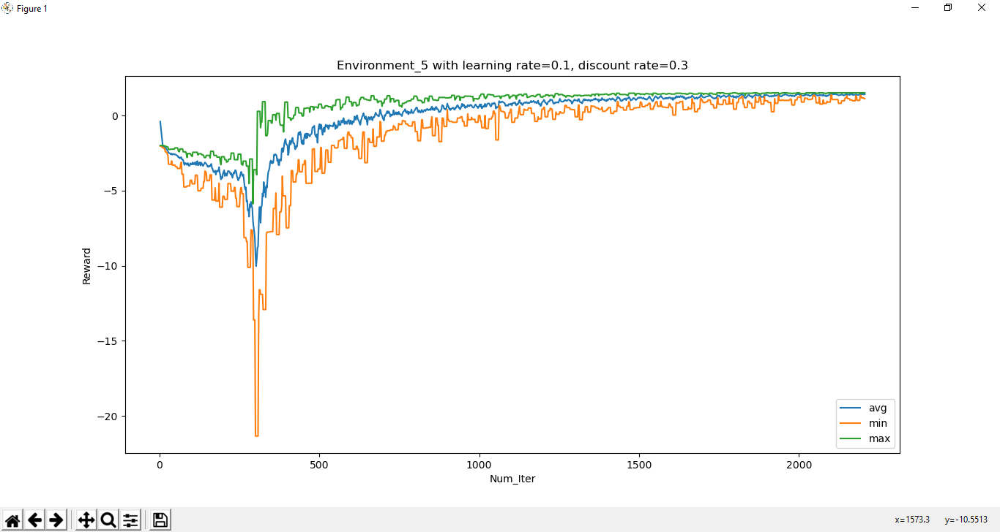 Figure 1
Environment_5 with learning rate=0.1, discount rate=0.3
Reward
0
−5
−10
−15
−20
avg
min
max
0 500 1000 1500 2000
Num_Iter
x=1573.3 y=-10.5513